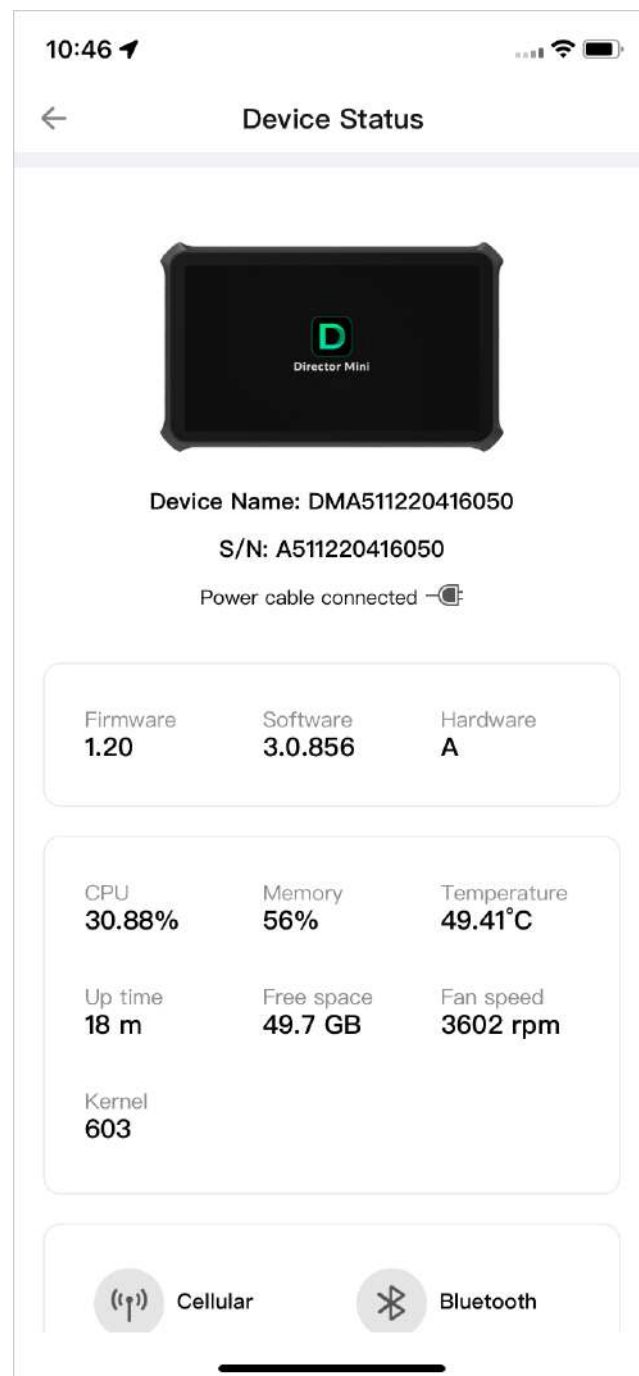 10:46
Device Status
D
Director Mini
Device Name: DMA511220416050
S/N: A511220416050
Power cable connected
Firmware Software Hardware
1.20 3.0.856 A
CPU Memory Temperature
30.88% 56% 49.41°C
Up time Free space Fan speed
18 m 49.7 GB 3602 rpm
Kernel
603
Cellular Bluetooth